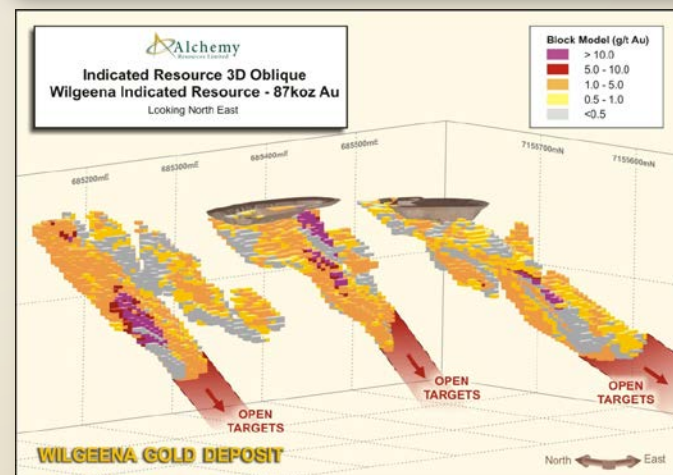 Alchemy
Resources Limited
Indicated Resource 3D Oblique
Wilgeena Indicated Resource - 87koz Au
Looking North East
Block Model (g/t Au)
> 10.0
5.0 - 10.0
1.0 - 5.0
0.5 - 1.0
<0.5
685200mE
685300mE
685400mE
685500mE
7155700mN
7155600mN
OPEN
TARGETS
OPEN
TARGETS
OPEN
TARGETS
WILGEENA GOLD DEPOSIT
North
East